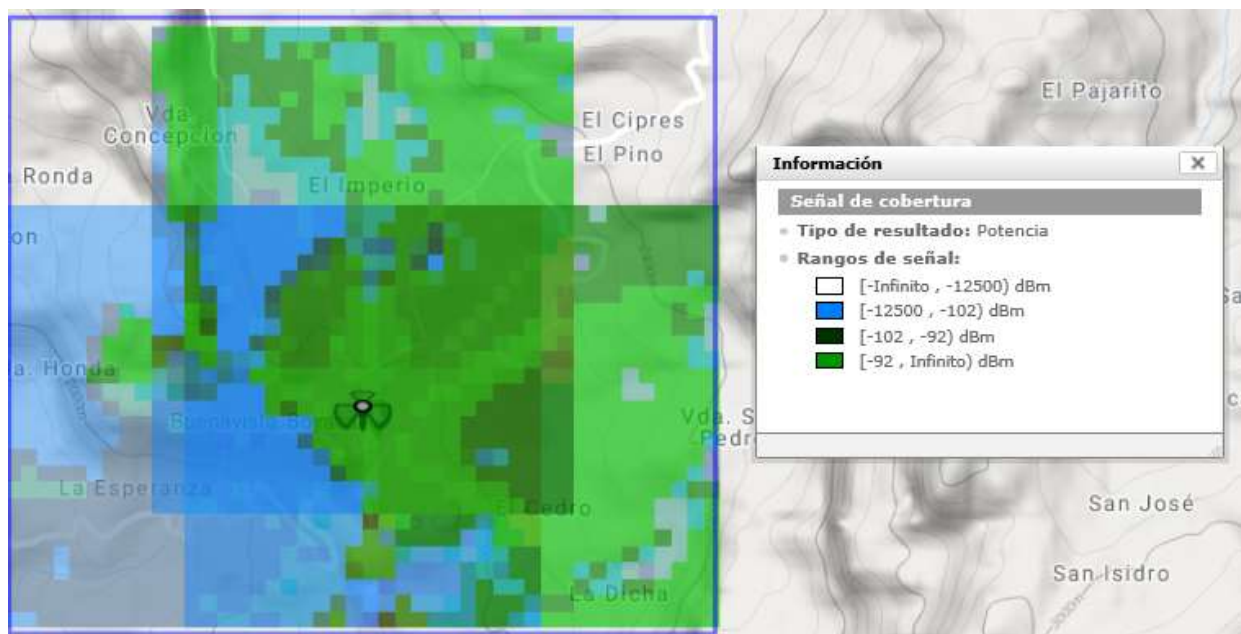 Vda.
Concepcion
El Cipres
El Pino
El Pajarito
Ronda
El Imperio
on
Información
Señal de cobertura
Tipo de resultado: Potencia
Rangos de señal:
[-Infinito , -12500) dBm
[-12500 , -102) dBm
[-102 , -92) dBm
[-92 , Infinito) dBm
a. Honda
Buenavista
Vda. S
Pedr
La Esperanza
El Cedro
San José
La Dicha
San Isidro